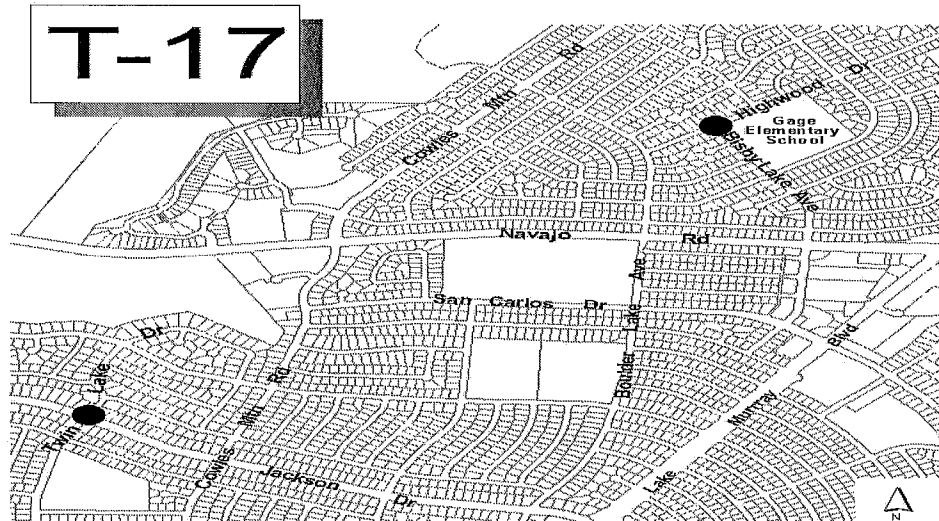 T-17
Cowles Mtn Rd
Highwood Dr
Gage
Elementary
School
Bisby Lake Ave
Navajo Rd
San Carlos Dr
Boulder Lake Ave
Lake Murray Blvd
Twin Lake Dr
Cowles Mtn Rd
Jackson Dr
N